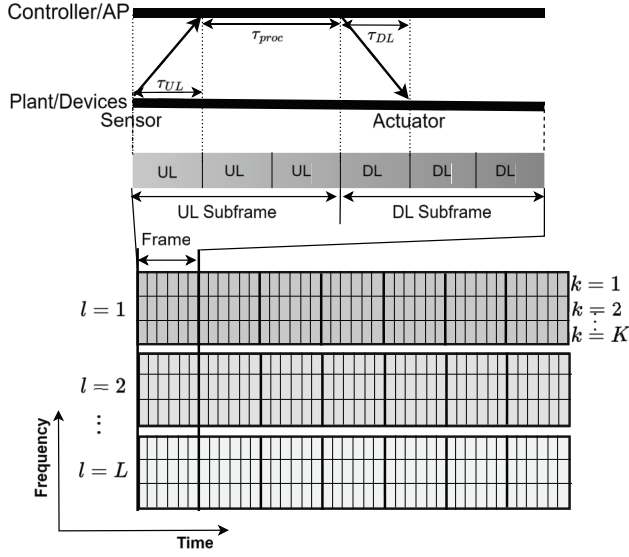 Controller/AP
τ_proc
τ_DL
τ_UL
Plant/Devices
Sensor
Actuator
UL
UL
UL
DL
DL
DL
UL Subframe
DL Subframe
Frame
l = 1
k = 1
k = 2
⋮
k = K
l = 2
⋮
l = L
Frequency
Time